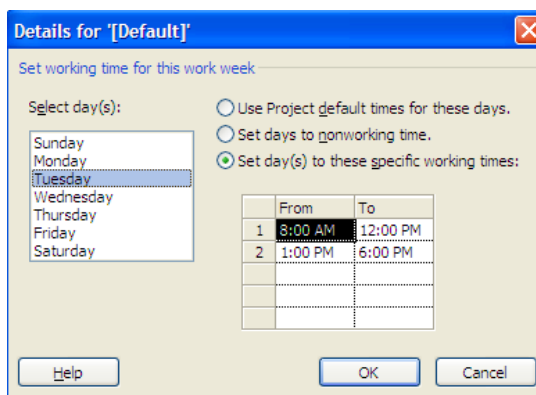 Details for '[Default]'
Set working time for this work week
Select day(s):
Use Project default times for these days.
Set days to nonworking time.
Set day(s) to these specific working times:
Sunday
Monday
Tuesday
Wednesday
Thursday
Friday
Saturday
From To
1 8:00 AM 12:00 PM
2 1:00 PM 6:00 PM
Help OK Cancel